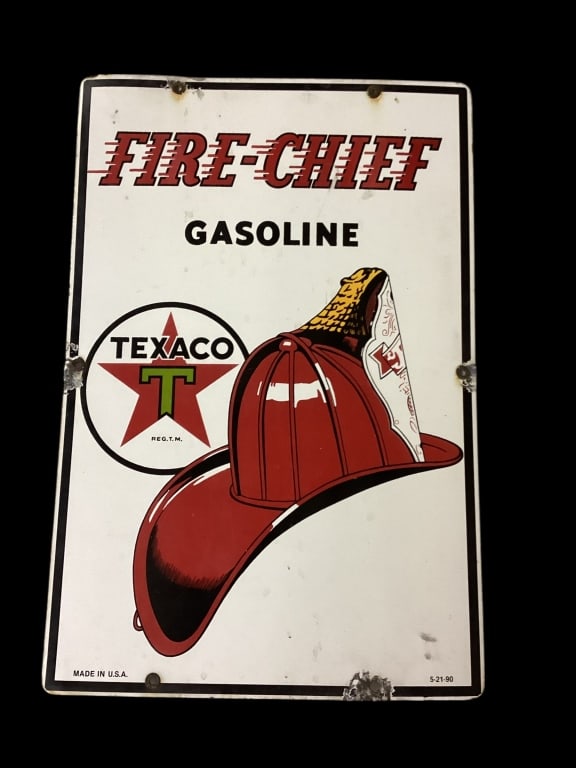 FIRE-CHIEF
GASOLINE
TEXACO
T
REG.T.M.
MADE IN U.S.A.
5-21-90